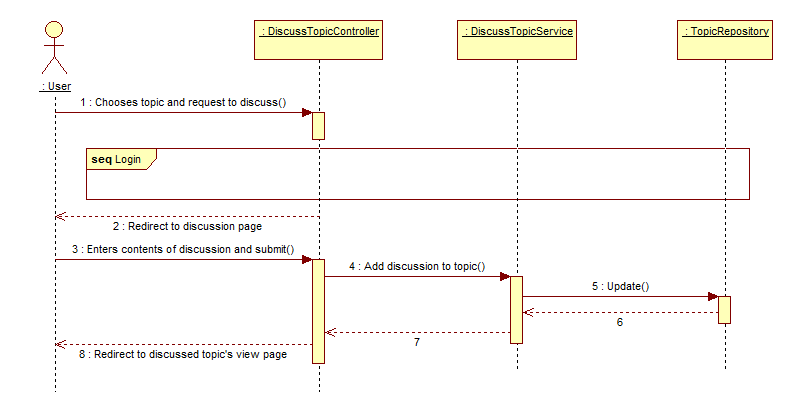 : DiscussTopicController
: DiscussTopicService
: TopicRepository
: User
1 : Chooses topic and request to discuss()
seq Login
2 : Redirect to discussion page
3 : Enters contents of discussion and submit()
4 : Add discussion to topic()
5 : Update()
6
7
8 : Redirect to discussed topic's view page